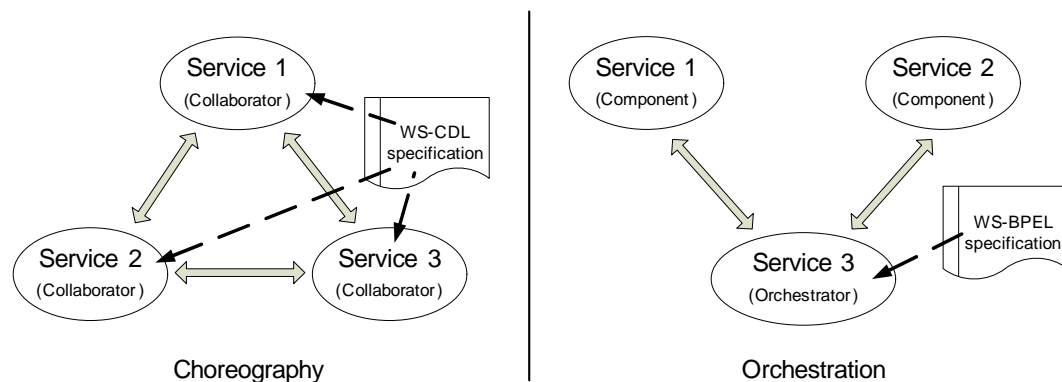 Service 1
(Collaborator)
WS-CDL
specification
Service 2
(Collaborator)
Service 3
(Collaborator)
Choreography
Service 1
(Component)
Service 2
(Component)
WS-BPEL
specification
Service 3
(Orchestrator)
Orchestration